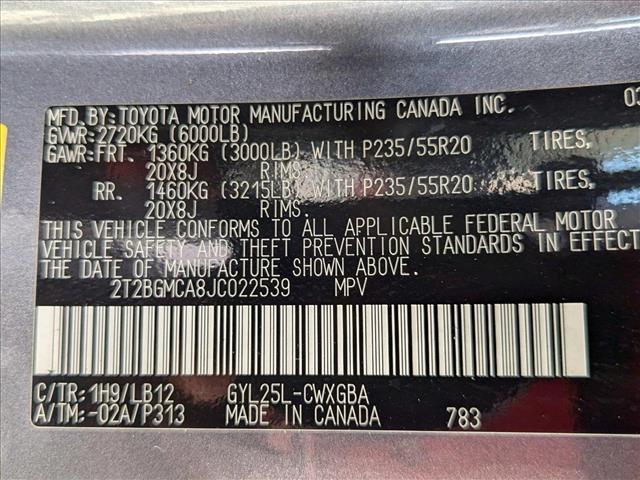 MFD. BY: TOYOTA MOTOR MANUFACTURING CANADA INC. 03
GVWR: 2720KG (6000LB)
GAWR: FRT. 1360KG (3000LB) WITH P235/55R20 TIRES,
20X8J RIMS.
RR. 1460KG (3215LB) WITH P235/55R20 TIRES,
20X8J RIMS.
THIS VEHICLE CONFORMS TO ALL APPLICABLE FEDERAL MOTOR
VEHICLE SAFETY AND THEFT PREVENTION STANDARDS IN EFFECT
THE DATE OF MANUFACTURE SHOWN ABOVE.
2T2BGMCA8JC022539 MPV
C/TR: 1H9/LB12 GYL25L-CWXGBA
A/TM: -02A/P313 MADE IN CANADA 783